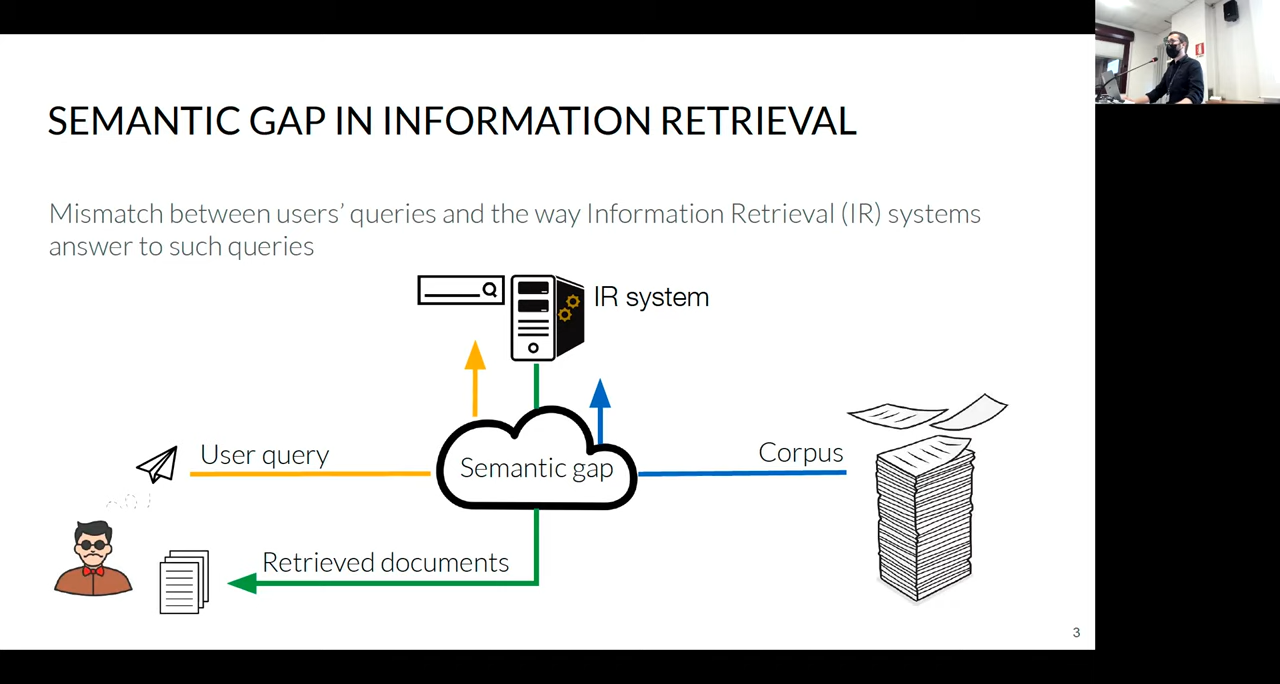 SEMANTIC GAP IN INFORMATION RETRIEVAL
Mismatch between users’ queries and the way Information Retrieval (IR) systems
answer to such queries
IR system
User query
Semantic gap
Corpus
Retrieved documents
3